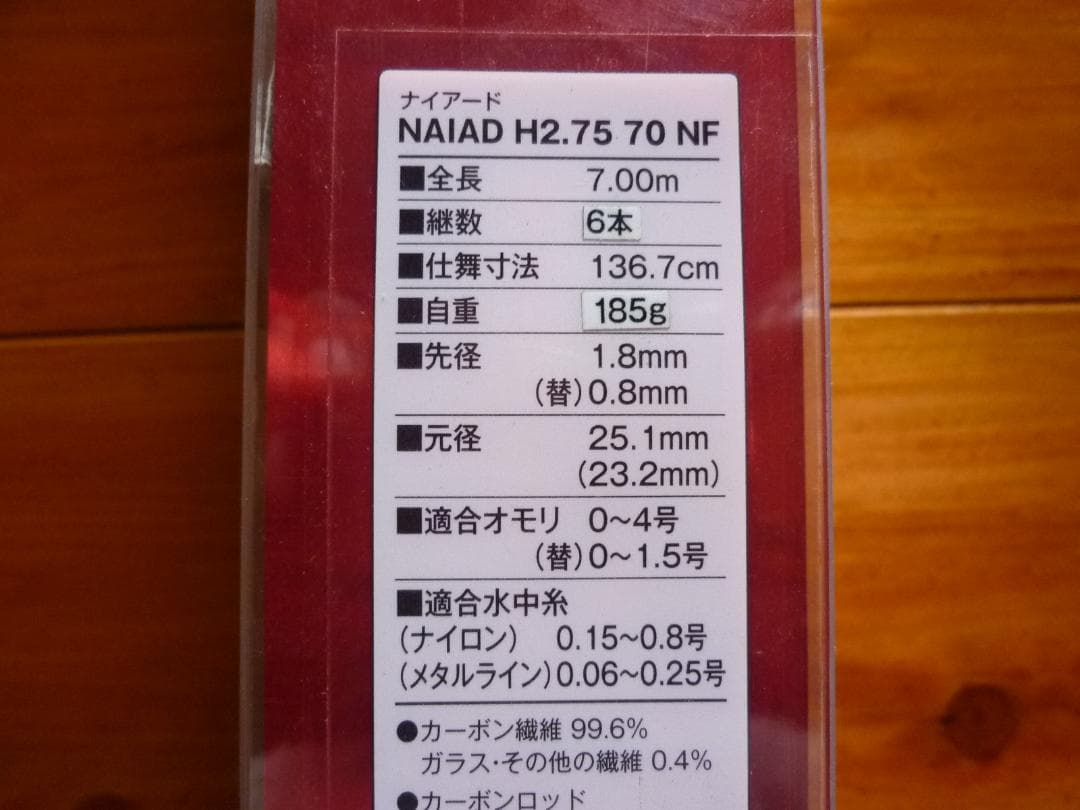 ナイアード
NAIAD H2.75 70 NF
■全長 7.00m
■継数 6本
■仕舞寸法 136.7cm
■自重 185g
■先径 1.8mm
(替)0.8mm
■元径 25.1mm
(23.2mm)
■適合オモリ 0〜4号
(替)0〜1.5号
■適合水中糸
(ナイロン) 0.15〜0.8号
(メタルライン)0.06〜0.25号
●カーボン繊維 99.6%
ガラス・その他の繊維 0.4%
●カーボンロッド